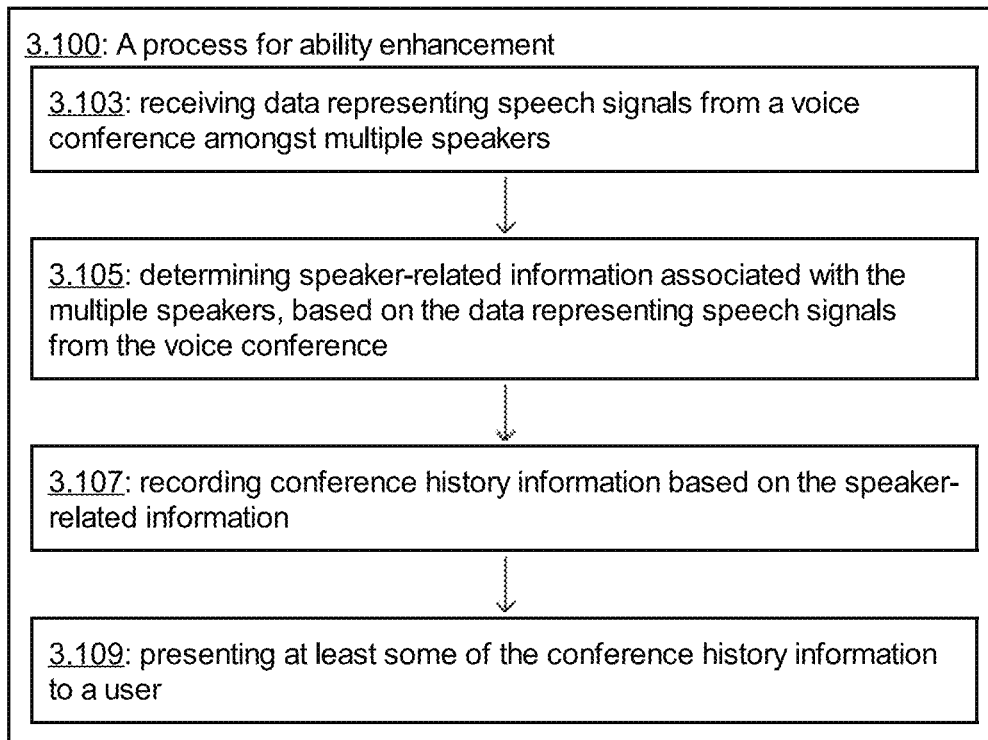 3.100: A process for ability enhancement
3.103: receiving data representing speech signals from a voice
conference amongst multiple speakers
3.105: determining speaker-related information associated with the
multiple speakers, based on the data representing speech signals
from the voice conference
3.107: recording conference history information based on the speaker-
related information
3.109: presenting at least some of the conference history information
to a user